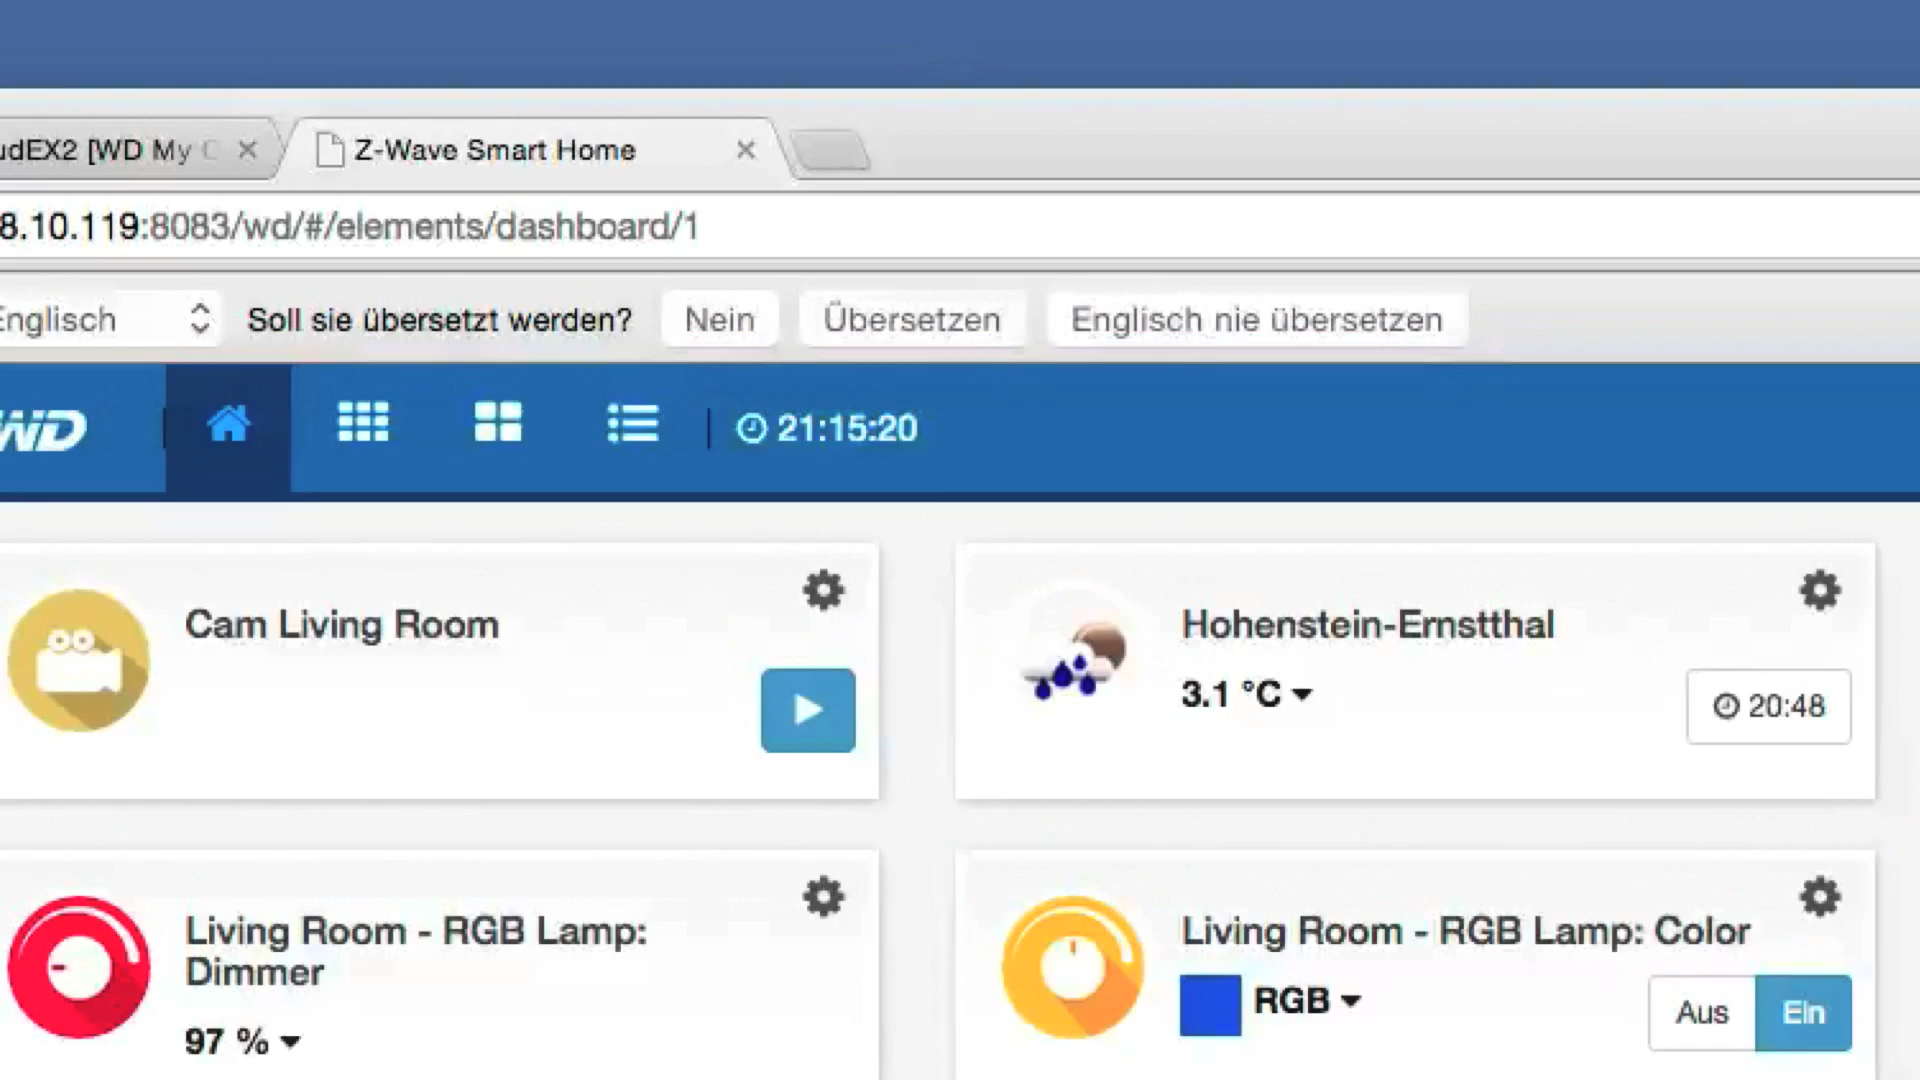 udEX2 [WD My C
Z-Wave Smart Home
8.10.119:8083/wd/#/elements/dashboard/1
Englisch
Soll sie übersetzt werden?
Nein
Übersetzen
Englisch nie übersetzen
WD
21:15:20
Cam Living Room
Hohenstein-Ernstthal
3.1 °C
20:48
Living Room - RGB Lamp:
Dimmer
97 %
Living Room - RGB Lamp: Color
RGB
Aus
Ein